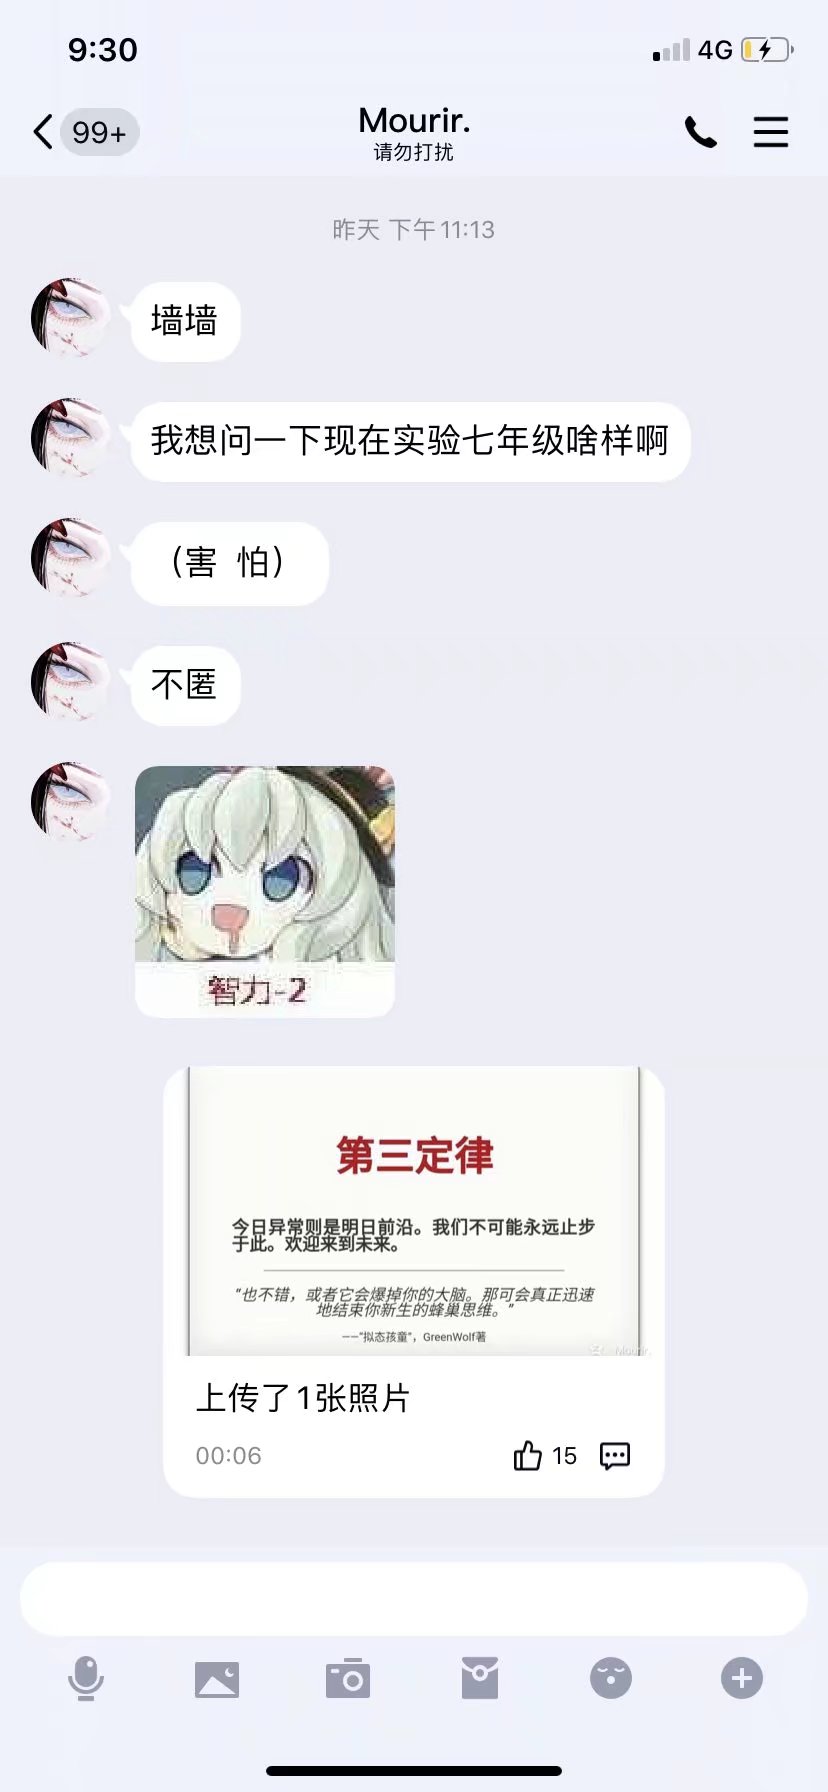 9:30
4G
99+
Mourir.
请勿打扰
昨天 下午11:13
墙墙
我想问一下现在实验七年级啥样啊
（害 怕）
不匿
智力-2
第三定律
今日异常则是明日前沿。我们不可能永远止步
于此。欢迎来到未来。
“也不错，或者它会爆掉你的大脑。那可会真正迅速
地结束你新生的蜂巢思维。”
——“拟态孩童”，GreenWolf著
Mourir.
上传了1张照片
00:06
15